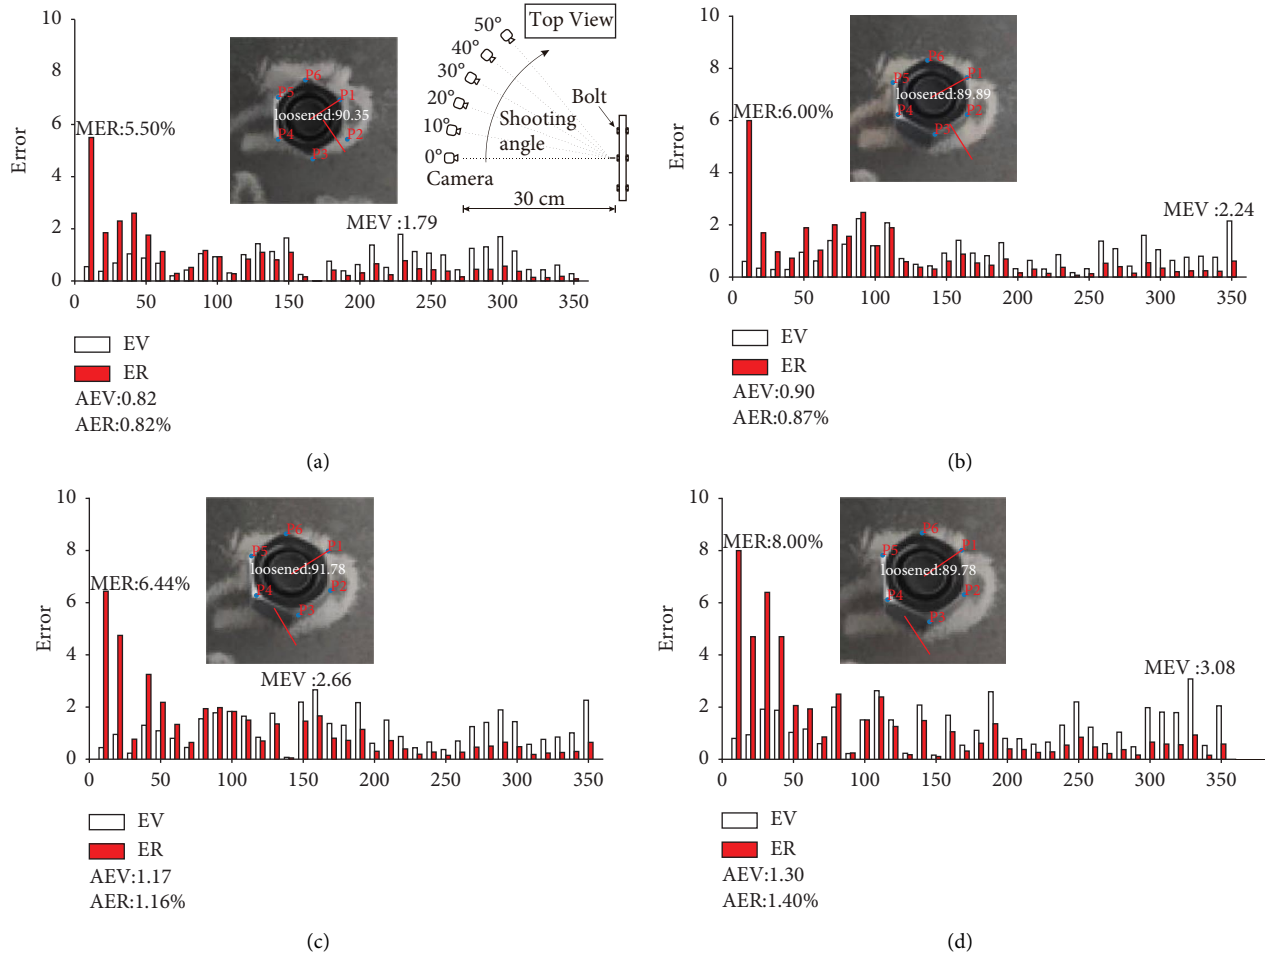 10
8
6
4
2
0
Error
MER:5.50%
MEV :1.79
P6
P5
P1
loosened:90.35
P4
P2
P3
50°
40°
30°
20°
10°
0°
Top View
Bolt
Shooting
angle
Camera
30 cm
0 50 100 150 200 250 300 350
EV
ER
AEV:0.82
AER:0.82%
(a)
10
8
6
4
2
0
Error
MER:6.00%
MEV :2.24
P6
P5
P1
loosened:89.89
P4
P2
P3
0 50 100 150 200 250 300 350
EV
ER
AEV:0.90
AER:0.87%
(b)
10
8
6
4
2
0
Error
MER:6.44%
MEV :2.66
P6
P5
P1
loosened:91.78
P4
P2
P3
0 50 100 150 200 250 300 350
EV
ER
AEV:1.17
AER:1.16%
(c)
10
8
6
4
2
0
Error
MER:8.00%
MEV :3.08
P6
P5
P1
loosened:89.78
P4
P2
P3
0 50 100 150 200 250 300 350
EV
ER
AEV:1.30
AER:1.40%
(d)